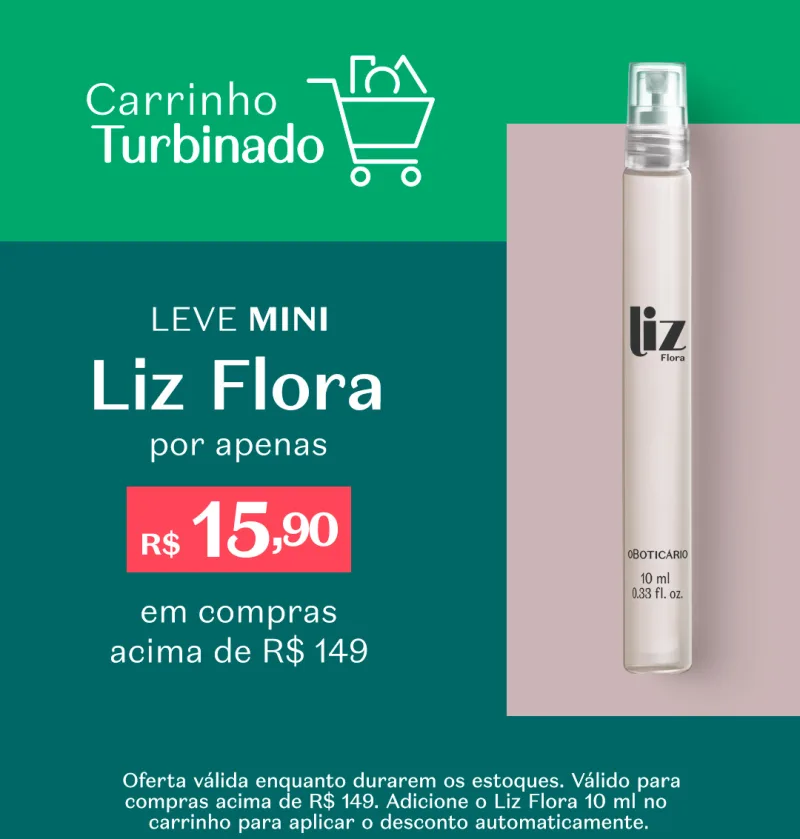 Carrinho
Turbinado
LEVE MINI
Liz Flora
por apenas
R$ 15,90
em compras
acima de R$ 149
liz
Flora
oBOTICÁRIO
10 ml
0.33 fl. oz.
Oferta válida enquanto durarem os estoques. Válido para
compras acima de R$ 149. Adicione o Liz Flora 10 ml no
carrinho para aplicar o desconto automaticamente.